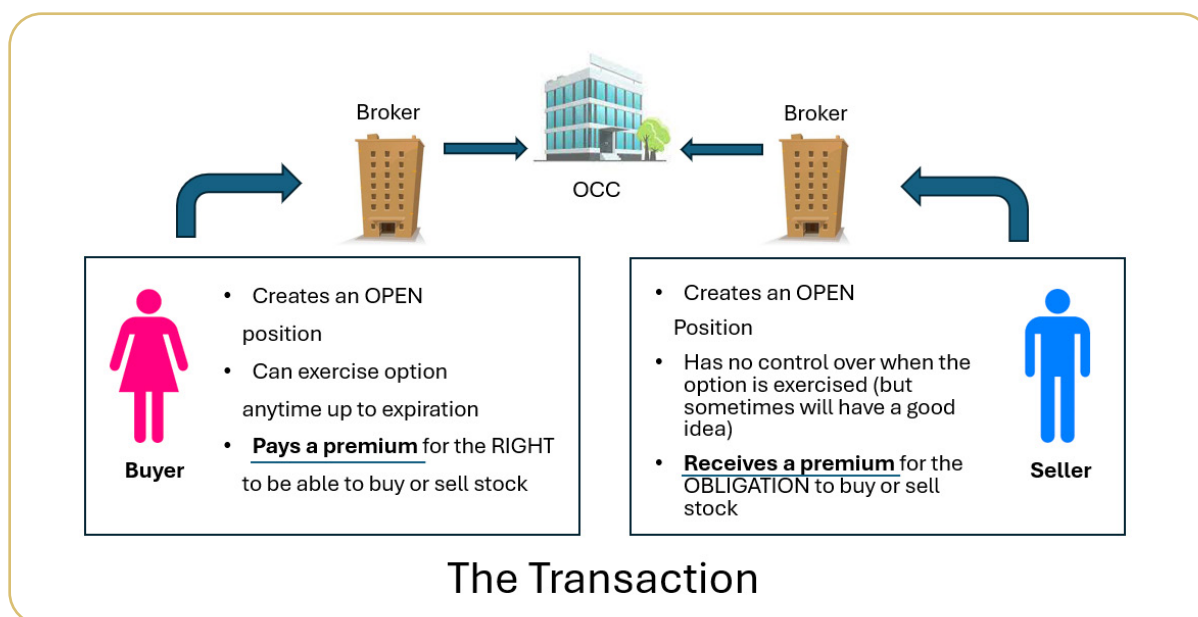 Broker
Broker
OCC
• Creates an OPEN
position
• Can exercise option
anytime up to expiration
• Pays a premium for the RIGHT
to be able to buy or sell stock
Buyer
• Creates an OPEN
Position
• Has no control over when the
option is exercised (but
sometimes will have a good
idea)
• Receives a premium for the
OBLIGATION to buy or sell
stock
Seller
The Transaction